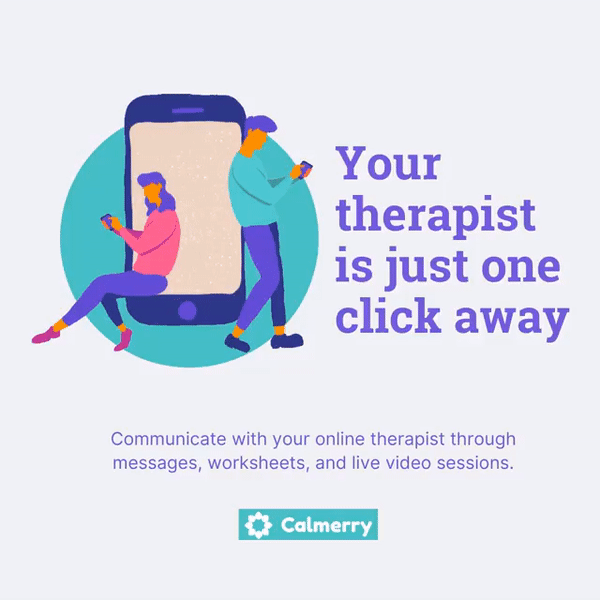 Your
therapist
is just one
click away
Communicate with your online therapist through
messages, worksheets, and live video sessions.
Calmerry